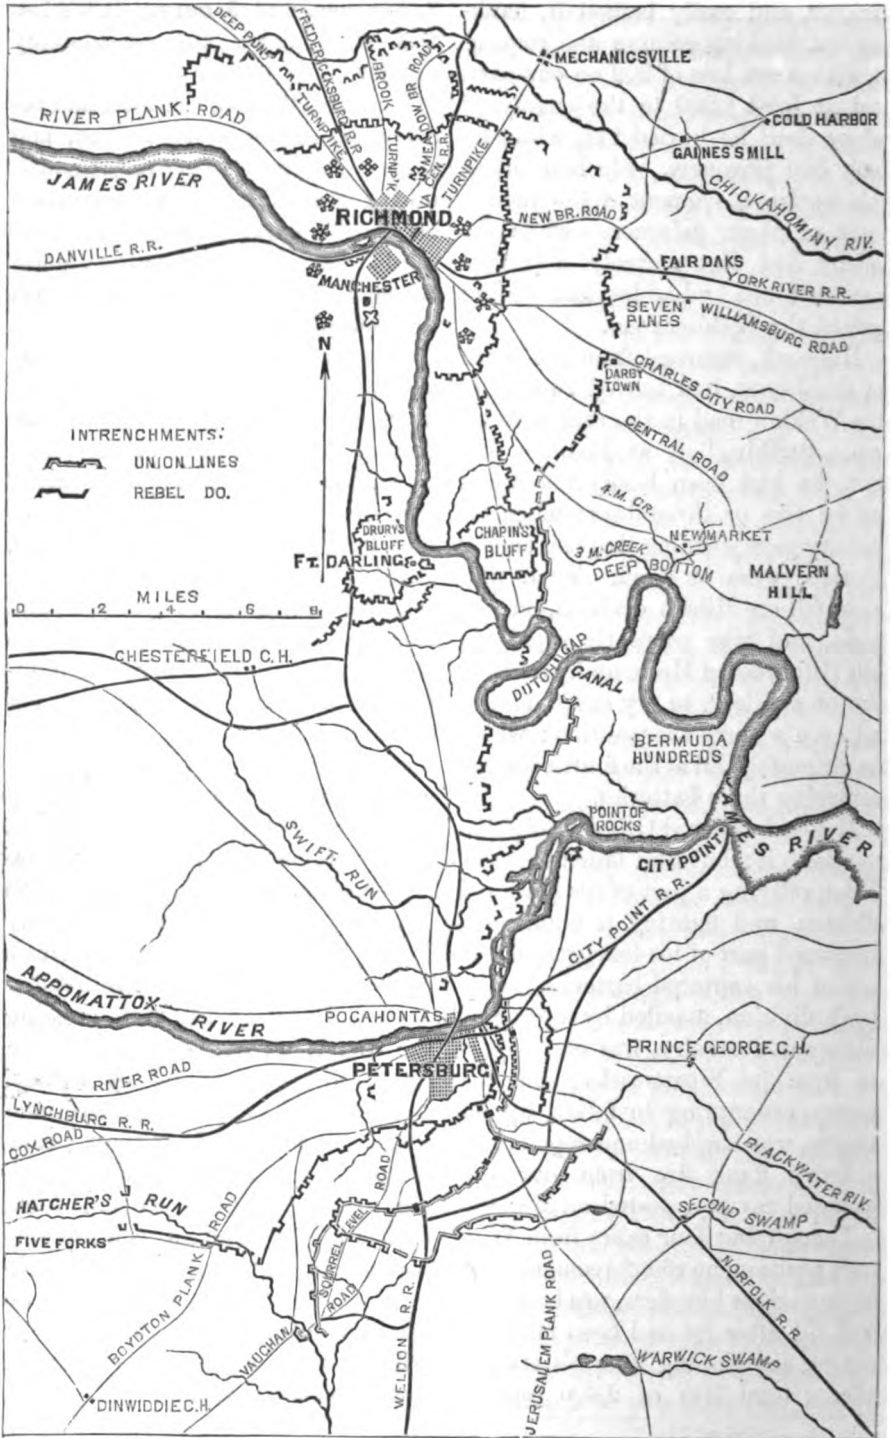 DEEP RUN
FREDERICKSBURG R.R.
TURNPIKE
BROOK
TURNP'K.
MEADOW BR. ROAD
VA. CEN. R.R.
TURNPIKE
MECHANICSVILLE
COLD HARBOR
GAINES'S MILL
CHICKAHOMINY RIV.
RIVER PLANK ROAD
JAMES RIVER
RICHMOND
NEW BR. ROAD
DANVILLE R.R.
MANCHESTER
FAIR OAKS
YORK RIVER R.R.
SEVEN
PINES
WILLIAMSBURG ROAD
N
DARBY
TOWN
CHARLES CITY ROAD
CENTRAL ROAD
INTRENCHMENTS:
UNION LINES
REBEL DO.
4 M. CR.
NEWMARKET
3 M. CREEK
DEEP BOTTOM
MALVERN
HILL
DRURY'S
BLUFF
CHAPIN'S
BLUFF
FT. DARLING
MILES
0 2 4 6 8
CHESTERFIELD C.H.
DUTCH GAP
CANAL
BERMUDA
HUNDREDS
POINT OF
ROCKS
JAMES RIVER
CITY POINT
SWIFT RUN
CITY POINT R.R.
APPOMATTOX
RIVER
POCAHONTAS
PRINCE GEORGE C.H.
RIVER ROAD
PETERSBURG
LYNCHBURG R. R.
COX ROAD
BLACKWATER RIV.
HATCHER'S RUN
SECOND SWAMP
FIVE FORKS
BOYDTON PLANK ROAD
SQUIRREL LEVEL
ROAD
VAUGHAN ROAD
WELDON R. R.
JERUSALEM PLANK ROAD
NORFOLK R.R.
WARWICK SWAMP
DINWIDDIE C.H.